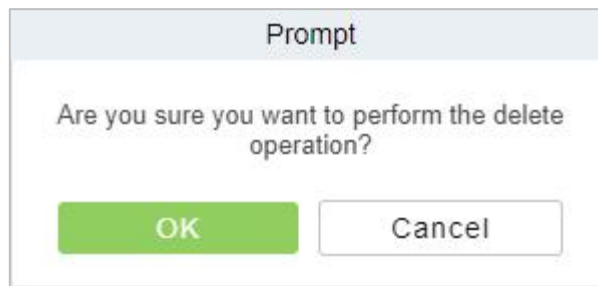 Prompt
Are you sure you want to perform the delete
operation?
OK
Cancel